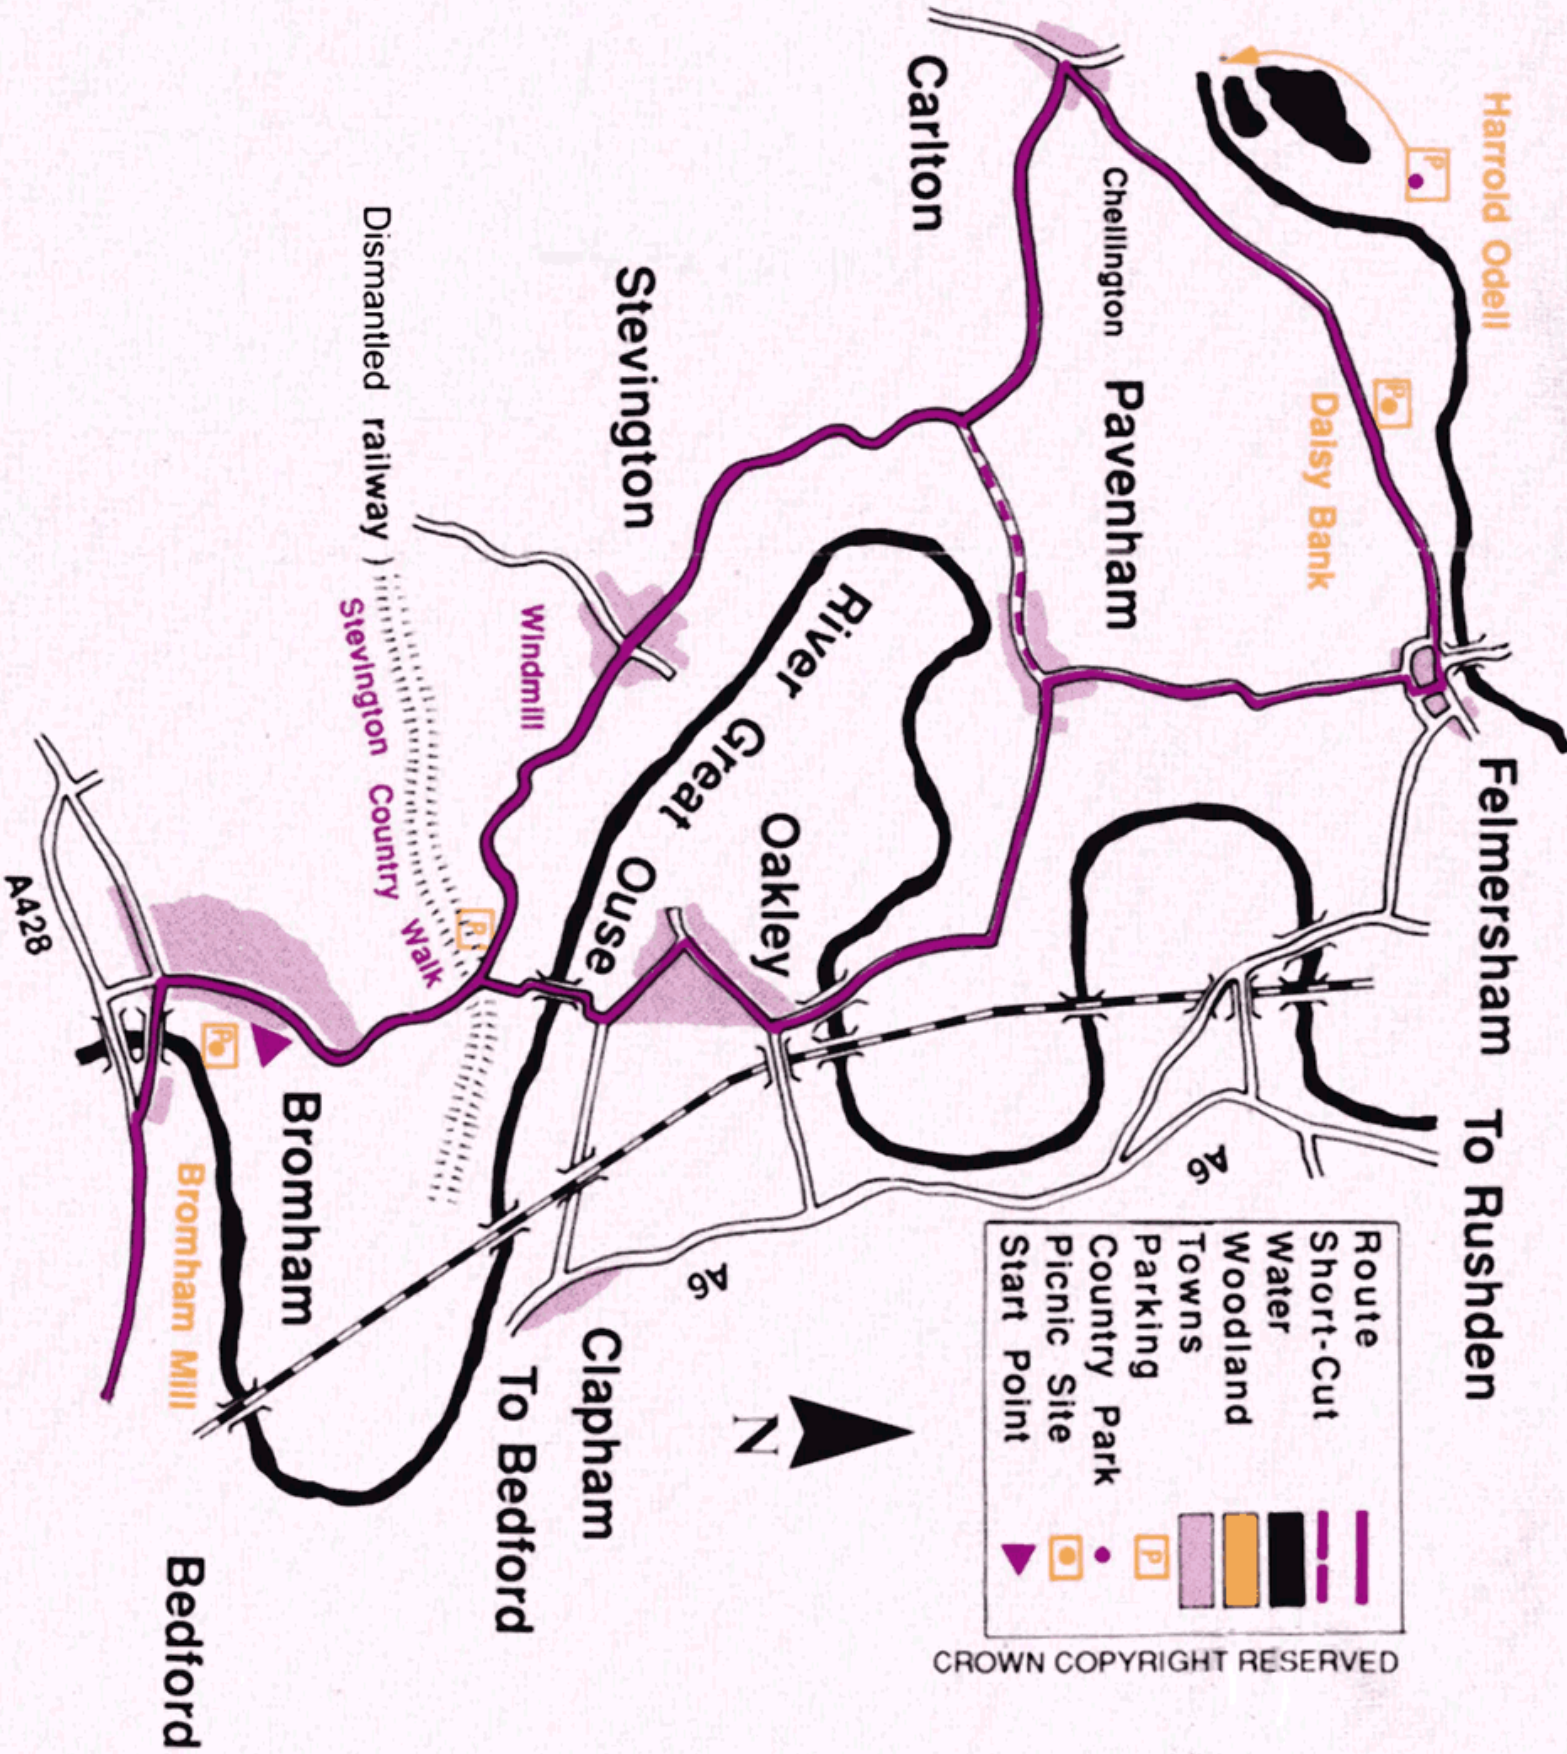 Harrold Odell
P
P
Daisy Bank
Felmersham
To Rushden
Carlton
Chellington
Pavenham
Stevington
River Great Ouse
Oakley
A6
A6
Windmill
Dismantled railway
Stevington Country Walk
P
A428
P
Bromham
Bromham Mill
Clapham
To Bedford
Bedford
N
Route
Short-Cut
Water
Woodland
Towns
Parking
P
Country Park
Picnic Site
Start Point
CROWN COPYRIGHT RESERVED